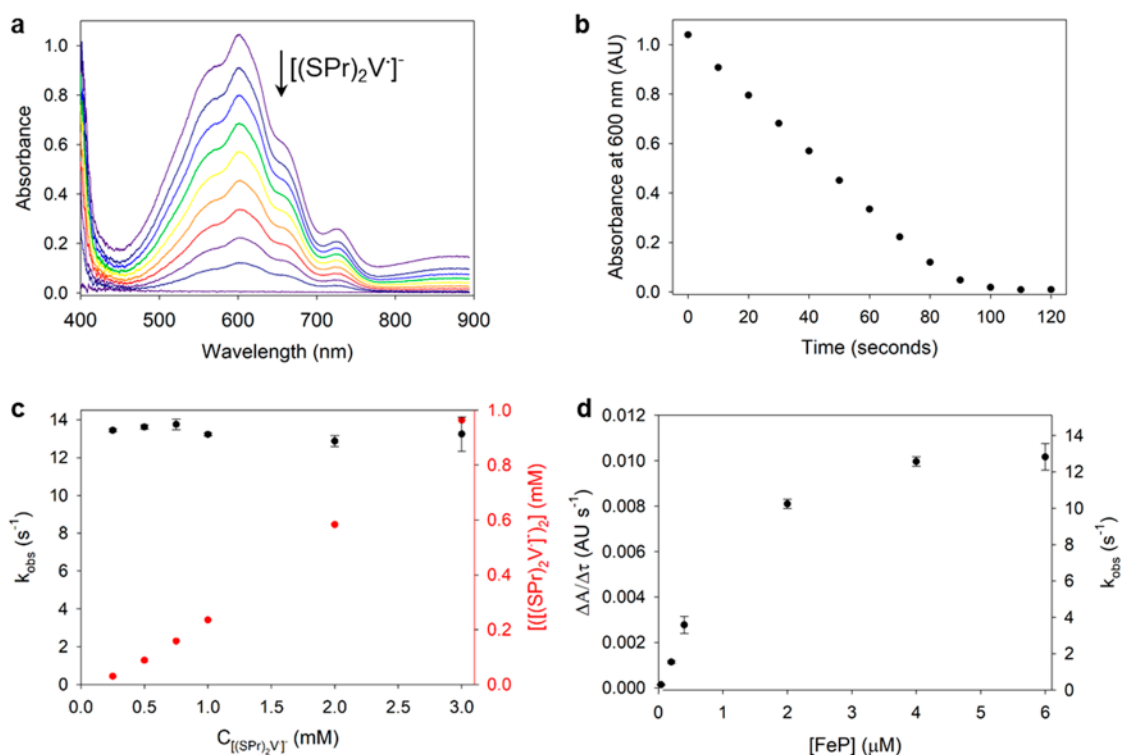 a
1.0
0.8
0.6
0.4
0.2
0.0
Absorbance
[(SPr)₂V˙]⁻
400 500 600 700 800 900
Wavelength (nm)
b
1.0
0.8
0.6
0.4
0.2
0.0
Absorbance at 600 nm (AU)
0 20 40 60 80 100 120
Time (seconds)
c
14
12
10
8
6
4
2
0
k_obs (s⁻¹)
1.0
0.8
0.6
0.4
0.2
0.0
[([(SPr)₂V˙]⁻)₂] (mM)
0.0 0.5 1.0 1.5 2.0 2.5 3.0
C_[(SPr)₂V˙]⁻ (mM)
d
0.012
0.010
0.008
0.006
0.004
0.002
0.000
ΔA/Δτ (AU s⁻¹)
14
12
10
8
6
4
2
0
k_obs (s⁻¹)
0 1 2 3 4 5 6
[FeP] (μM)